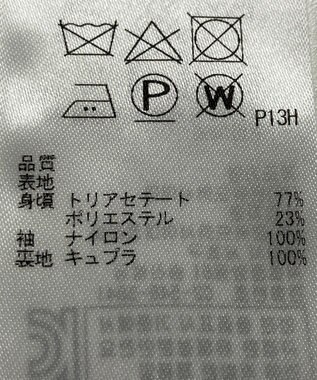 P W P13H
品質
表地
身頃 トリアセテート 77%
ポリエステル 23%
袖 ナイロン 100%
裏地 キュプラ 100%